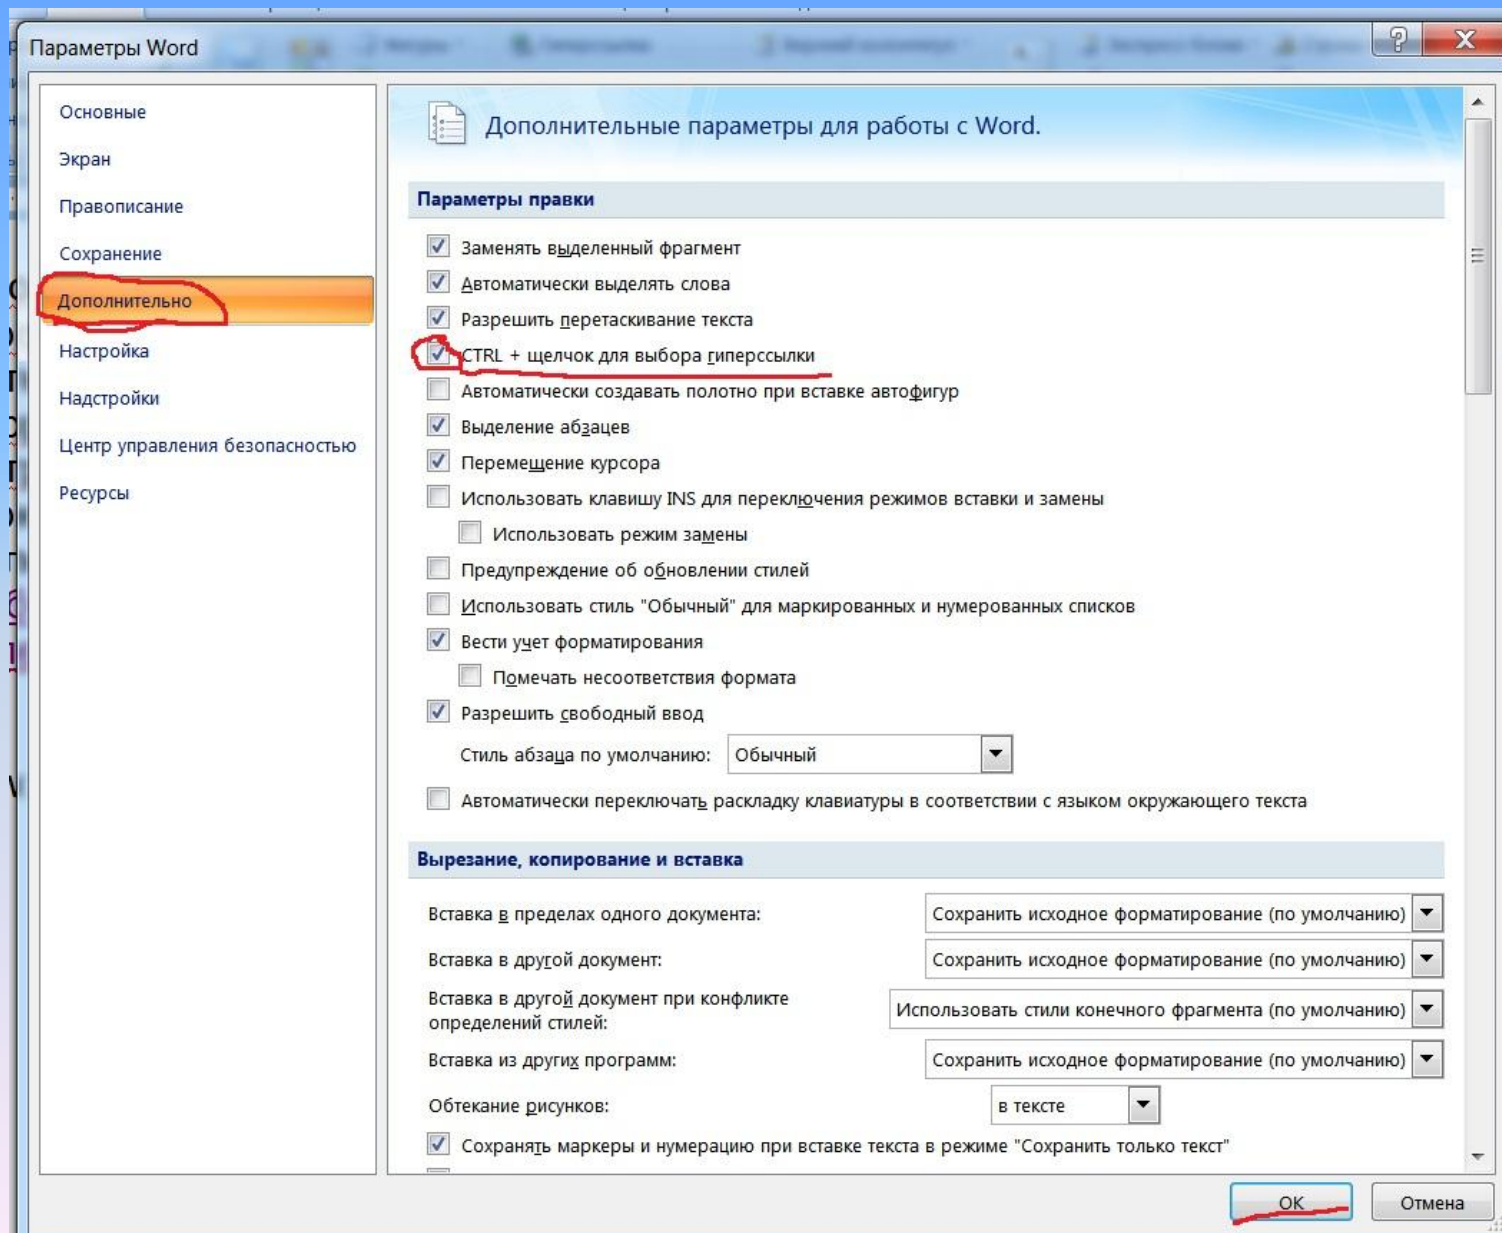 Параметры Word
Основные
Экран
Правописание
Сохранение
Дополнительно
Настройка
Надстройки
Центр управления безопасностью
Ресурсы
Дополнительные параметры для работы с Word.
Параметры правки
Заменять выделенный фрагмент
Автоматически выделять слова
Разрешить перетаскивание текста
CTRL + щелчок для выбора гиперссылки
Автоматически создавать полотно при вставке автофигур
Выделение абзацев
Перемещение курсора
Использовать клавишу INS для переключения режимов вставки и замены
Использовать режим замены
Предупреждение об обновлении стилей
Использовать стиль "Обычный" для маркированных и нумерованных списков
Вести учет форматирования
Помечать несоответствия формата
Разрешить свободный ввод
Стиль абзаца по умолчанию: Обычный
Автоматически переключать раскладку клавиатуры в соответствии с языком окружающего текста
Вырезание, копирование и вставка
Вставка в пределах одного документа: Сохранить исходное форматирование (по умолчанию)
Вставка в другой документ: Сохранить исходное форматирование (по умолчанию)
Вставка в другой документ при конфликте
определений стилей: Использовать стили конечного фрагмента (по умолчанию)
Вставка из других программ: Сохранить исходное форматирование (по умолчанию)
Обтекание рисунков: в тексте
Сохранять маркеры и нумерацию при вставке текста в режиме "Сохранить только текст"
ОК Отмена